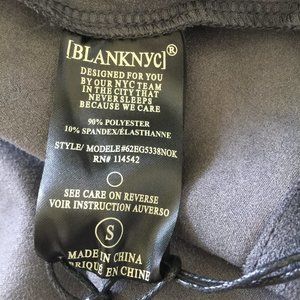 [BLANKNYC]®
DESIGNED FOR YOU
BY OUR NYC TEAM
IN THE CITY THAT
NEVER SLEEPS
BECAUSE WE CARE
90% POLYESTER
10% SPANDEX/ÉLASTHANNE
STYLE/ MODELE#62EG5338NOK
RN# 114542
SEE CARE ON REVERSE
VOIR INSTRUCTION AUVERSO
S
MADE IN CHINA
BRIQUÉ EN CHINE